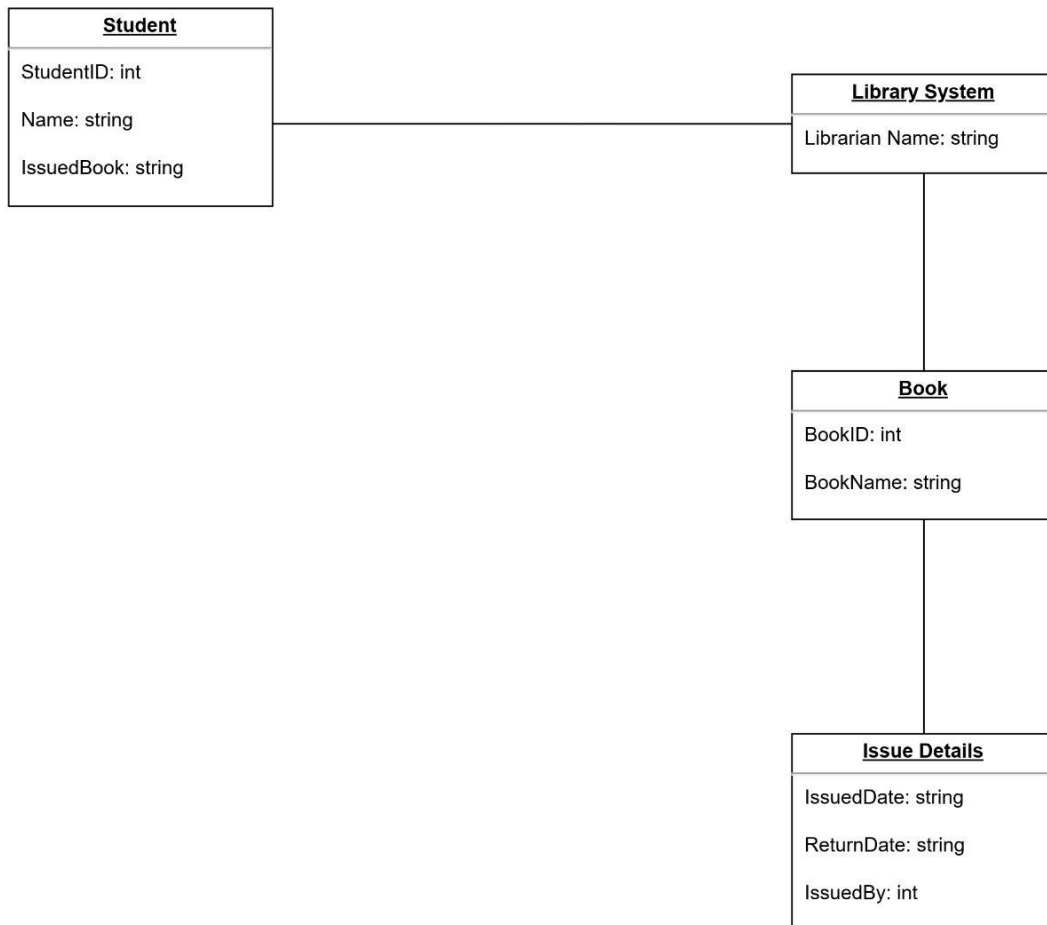 Student
StudentID: int
Name: string
IssuedBook: string
Library System
Librarian Name: string
Book
BookID: int
BookName: string
Issue Details
IssuedDate: string
ReturnDate: string
IssuedBy: int